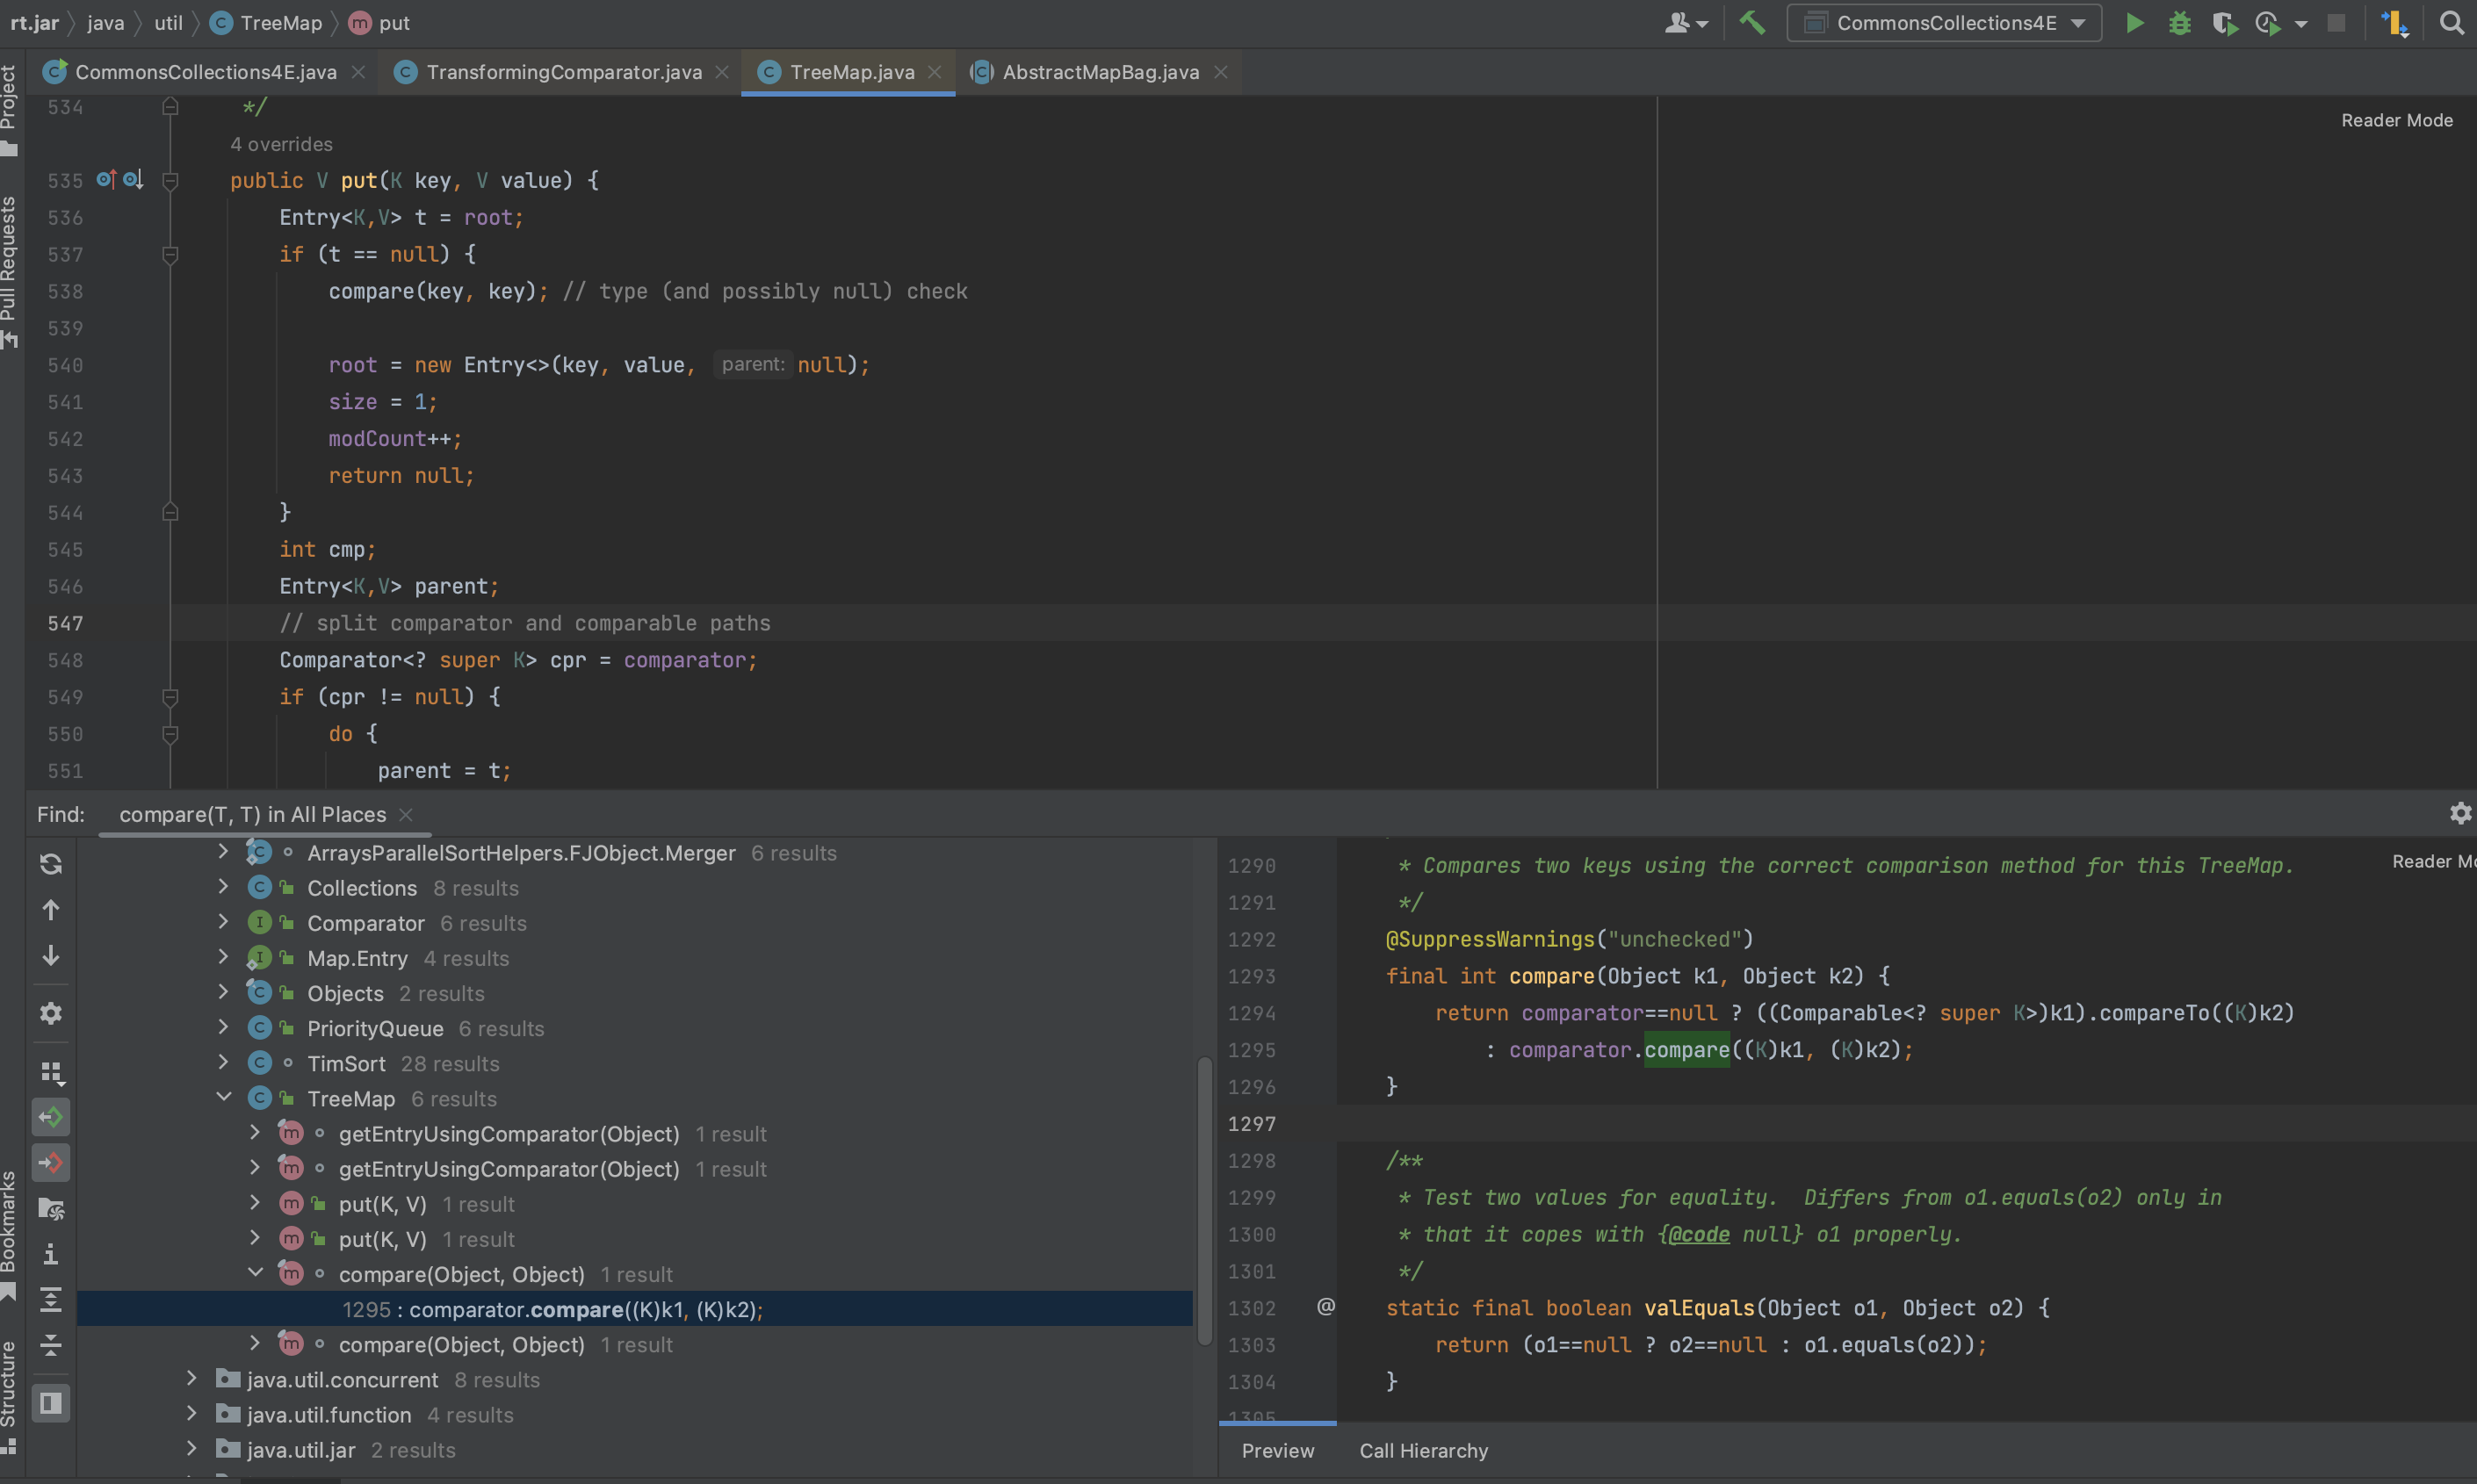 rt.jar java util TreeMap put CommonsCollections4E
CommonsCollections4E.java TransformingComparator.java TreeMap.java AbstractMapBag.java
Project
Pull Requests
Bookmarks
Structure
Reader Mode
534 */
4 overrides
535 public V put(K key, V value) {
536 Entry<K,V> t = root;
537 if (t == null) {
538 compare(key, key); // type (and possibly null) check
539
540 root = new Entry<>(key, value, parent: null);
541 size = 1;
542 modCount++;
543 return null;
544 }
545 int cmp;
546 Entry<K,V> parent;
547 // split comparator and comparable paths
548 Comparator<? super K> cpr = comparator;
549 if (cpr != null) {
550 do {
551 parent = t;
Find: compare(T, T) in All Places
ArraysParallelSortHelpers.FJObject.Merger 6 results
Collections 8 results
Comparator 6 results
Map.Entry 4 results
Objects 2 results
PriorityQueue 6 results
TimSort 28 results
TreeMap 6 results
getEntryUsingComparator(Object) 1 result
getEntryUsingComparator(Object) 1 result
put(K, V) 1 result
put(K, V) 1 result
compare(Object, Object) 1 result
1295 : comparator.compare((K)k1, (K)k2);
compare(Object, Object) 1 result
java.util.concurrent 8 results
java.util.function 4 results
java.util.jar 2 results
Reader Mo
1290 * Compares two keys using the correct comparison method for this TreeMap.
1291 */
1292 @SuppressWarnings("unchecked")
1293 final int compare(Object k1, Object k2) {
1294 return comparator==null ? ((Comparable<? super K>)k1).compareTo((K)k2)
1295 : comparator.compare((K)k1, (K)k2);
1296 }
1297
1298 /**
1299 * Test two values for equality.  Differs from o1.equals(o2) only in
1300 * that it copes with {@code null} o1 properly.
1301 */
1302 @ static final boolean valEquals(Object o1, Object o2) {
1303 return (o1==null ? o2==null : o1.equals(o2));
1304 }
1305
Preview Call Hierarchy